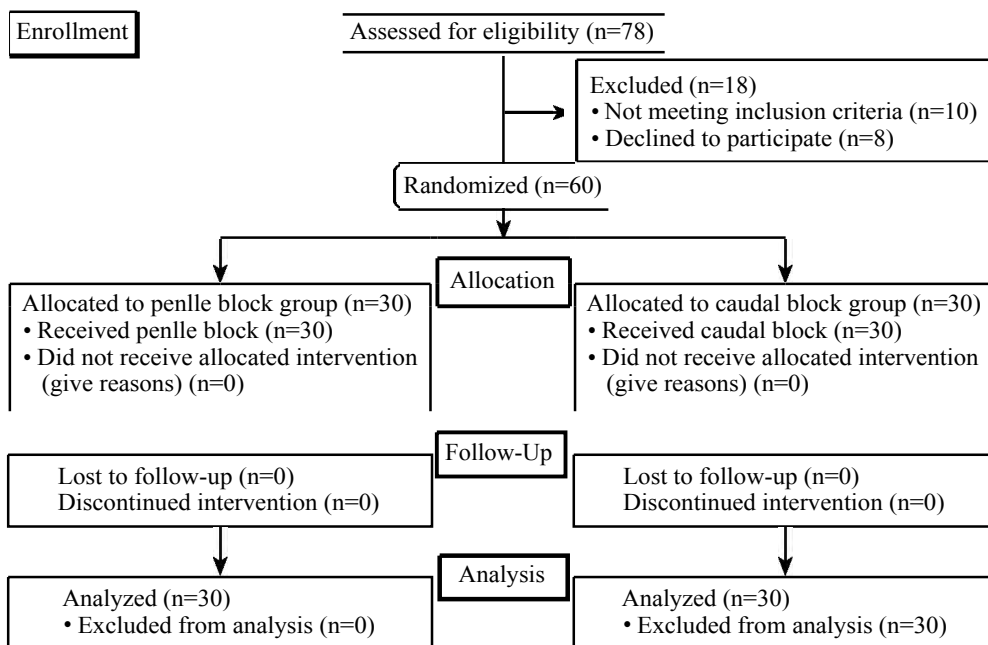 Enrollment
Assessed for eligibility (n=78)
Excluded (n=18)
• Not meeting inclusion criteria (n=10)
• Declined to participate (n=8)
Randomized (n=60)
Allocation
Allocated to penlle block group (n=30)
• Received penlle block (n=30)
• Did not receive allocated intervention
(give reasons) (n=0)
Allocated to caudal block group (n=30)
• Received caudal block (n=30)
• Did not receive allocated intervention
(give reasons) (n=0)
Follow-Up
Lost to follow-up (n=0)
Discontinued intervention (n=0)
Lost to follow-up (n=0)
Discontinued intervention (n=0)
Analysis
Analyzed (n=30)
• Excluded from analysis (n=0)
Analyzed (n=30)
• Excluded from analysis (n=30)